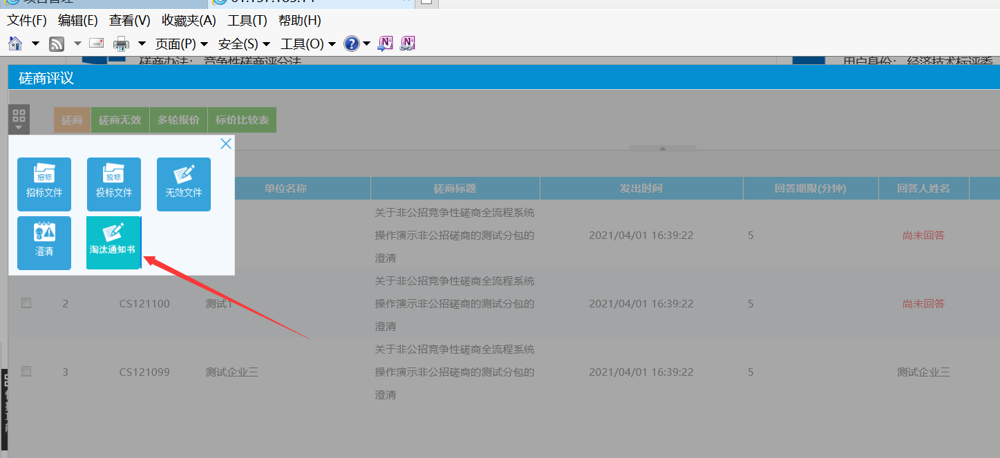 项目管理
文件(F) 编辑(E) 查看(V) 收藏夹(A) 工具(T) 帮助(H)
页面(P) 安全(S) 工具(O)
磋商办法： 竞争性磋商评分法 用户身份： 经济技术标评委
磋商评议
磋商 磋商无效 多轮报价 标价比较表
招标 投标
招标文件 投标文件 无效文件
澄清 淘汰通知书
单位名称 磋商标题 发出时间 回答期限(分钟) 回答人姓名
关于非公招竞争性磋商全流程系统
操作演示非公招磋商的测试分包的 2021/04/01 16:39:22 5 尚未回答
澄清
关于非公招竞争性磋商全流程系统
2 CS121100 测试1 操作演示非公招磋商的测试分包的 2021/04/01 16:39:22 5 尚未回答
澄清
关于非公招竞争性磋商全流程系统
3 CS121099 测试企业三 操作演示非公招磋商的测试分包的 2021/04/01 16:39:22 5 测试企业三
澄清